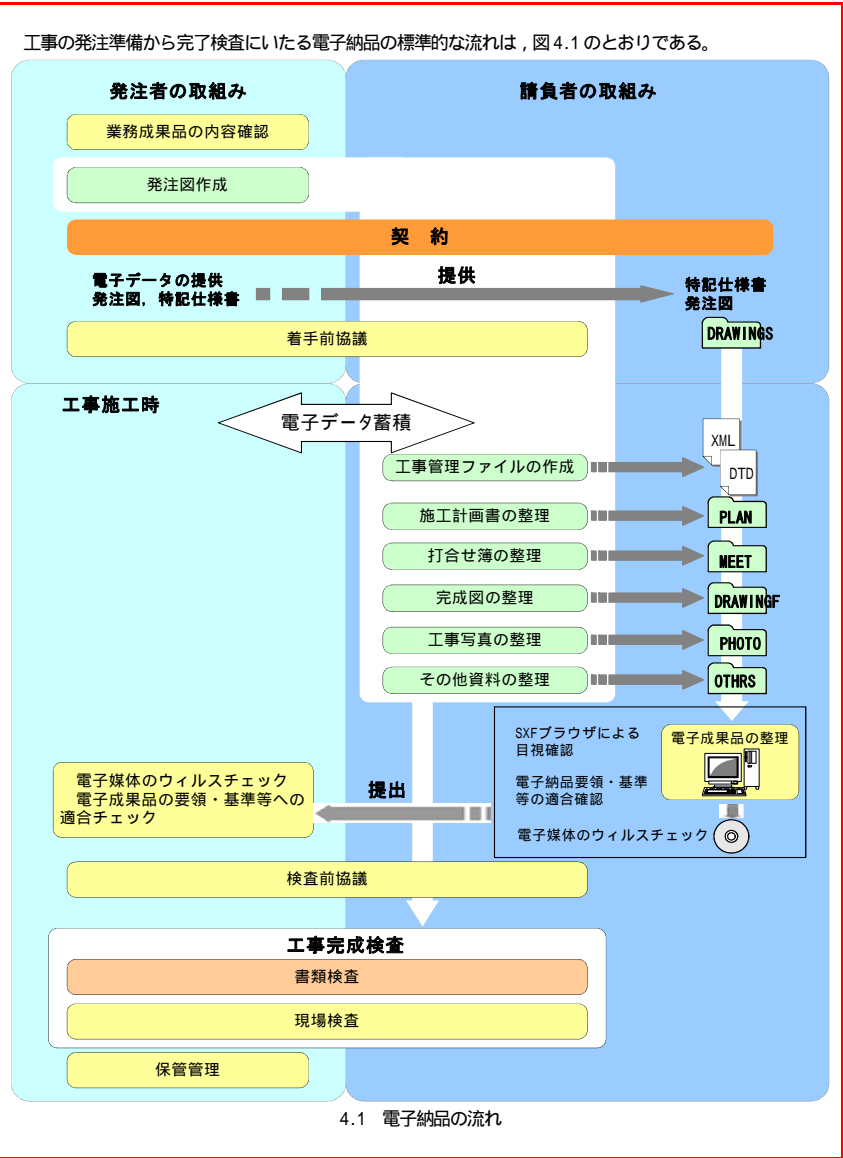 工事の発注準備から完了検査にいたる電子納品の標準的な流れは，図4.1のとおりである。
発注者の取組み
請負者の取組み
業務成果品の内容確認
発注図作成
契　約
電子データの提供
発注図，特記仕様書
提供
特記仕様書
発注図
DRAWINGS
着手前協議
工事施工時
電子データ蓄積
XML
DTD
工事管理ファイルの作成
施工計画書の整理
PLAN
打合せ簿の整理
MEET
完成図の整理
DRAWINGF
工事写真の整理
PHOTO
その他資料の整理
OTHRS
SXFブラウザによる
目視確認
電子成果品の整理
電子納品要領・基準
等の適合確認
電子媒体のウィルスチェック
提出
電子媒体のウィルスチェック
電子成果品の要領・基準等への
適合チェック
検査前協議
工事完成検査
書類検査
現場検査
保管管理
4.1　電子納品の流れ